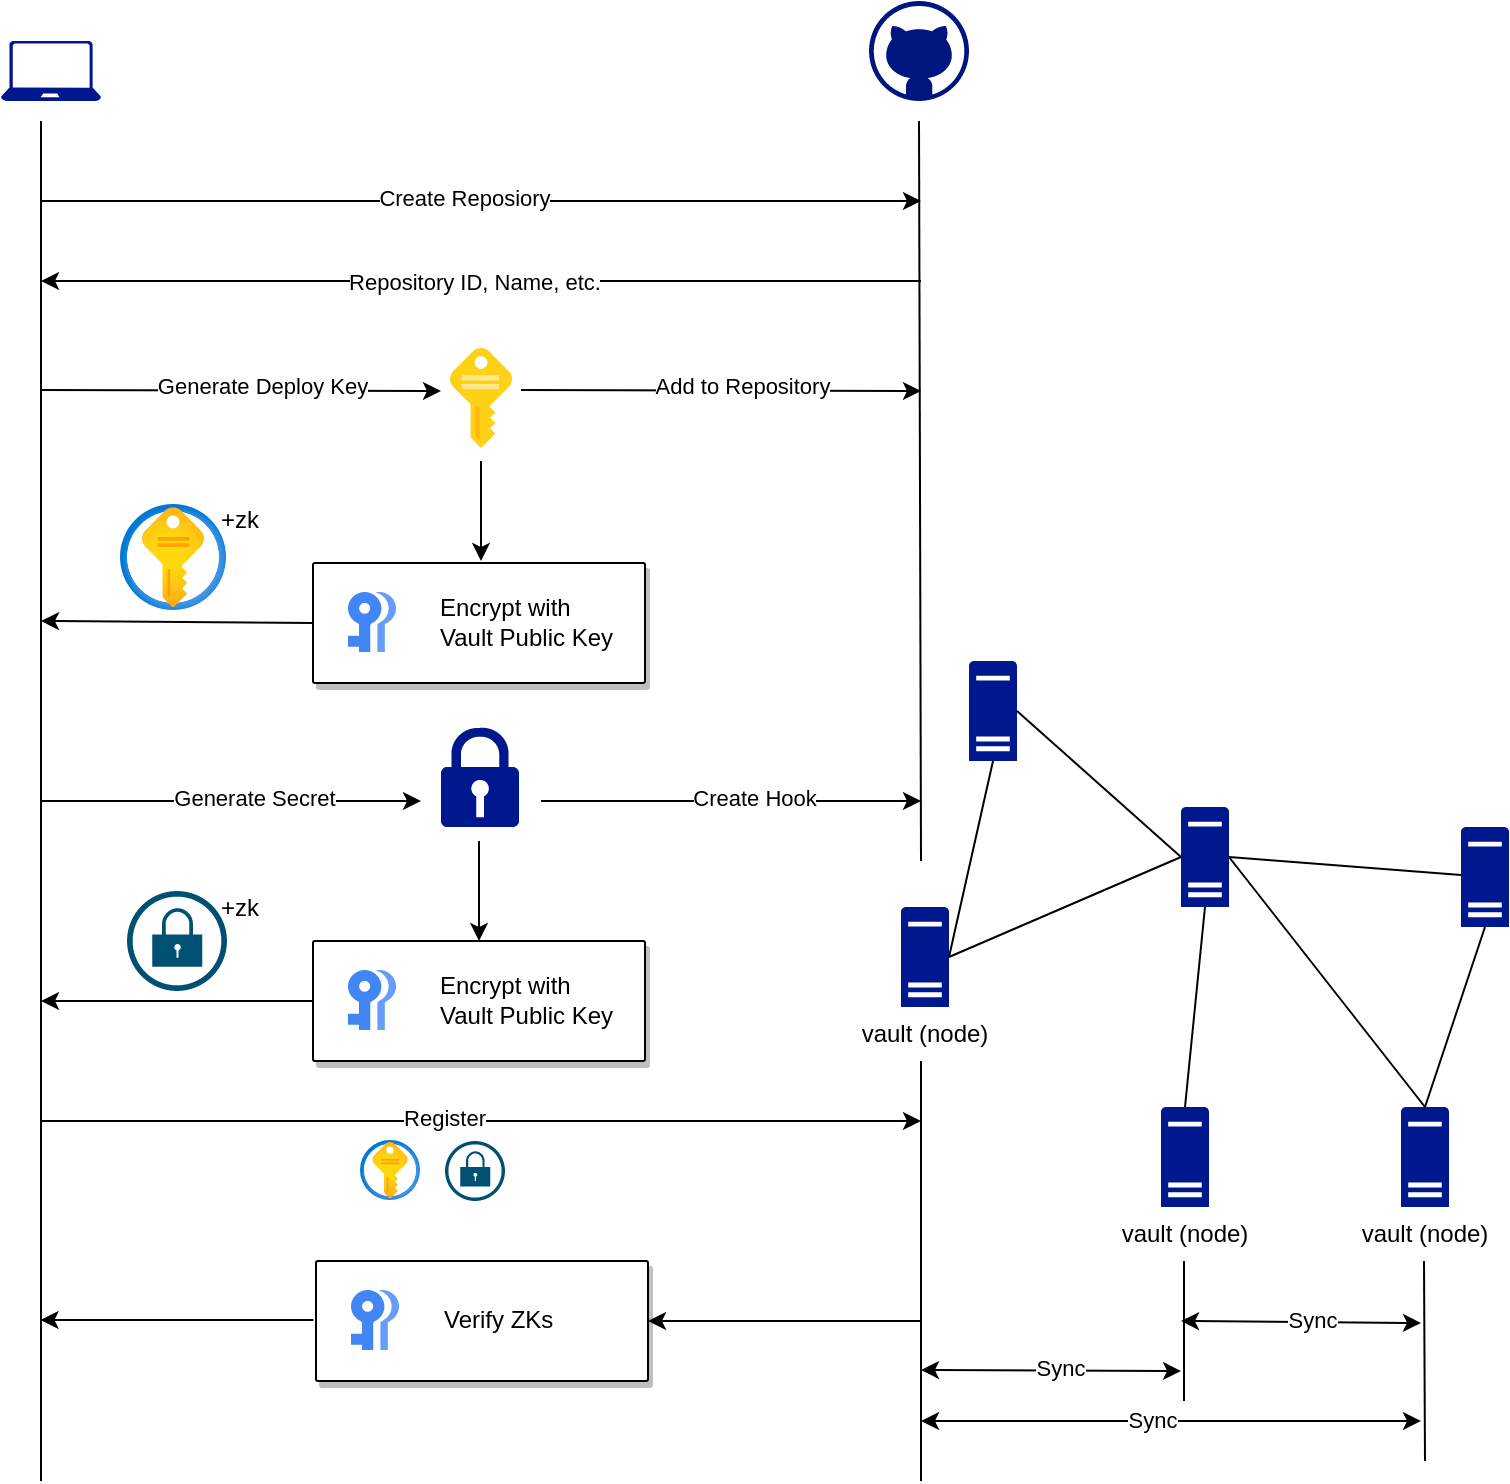 Create Reposiory
Repository ID, Name, etc.
Generate Deploy Key
Add to Repository
+zk
Encrypt with
Vault Public Key
Generate Secret
Create Hook
+zk
Encrypt with
Vault Public Key
vault (node)
Register
vault (node)
vault (node)
Verify ZKs
Sync
Sync
Sync